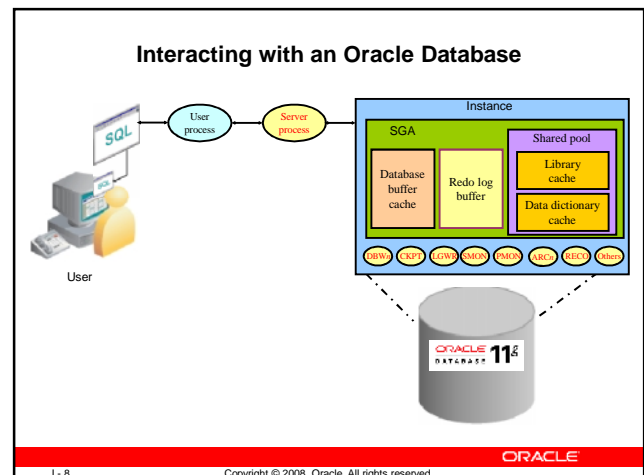 Interacting with an Oracle Database
SQL
SQL
User
User
process
Server
process
Instance
SGA
Database
buffer
cache
Redo log
buffer
Shared pool
Library
cache
Data dictionary
cache
DBWn
CKPT
LGWR
SMON
PMON
ARCn
RECO
Others
ORACLE
DATABASE
11g
ORACLE
I - 8
Copyright © 2008, Oracle. All rights reserved.